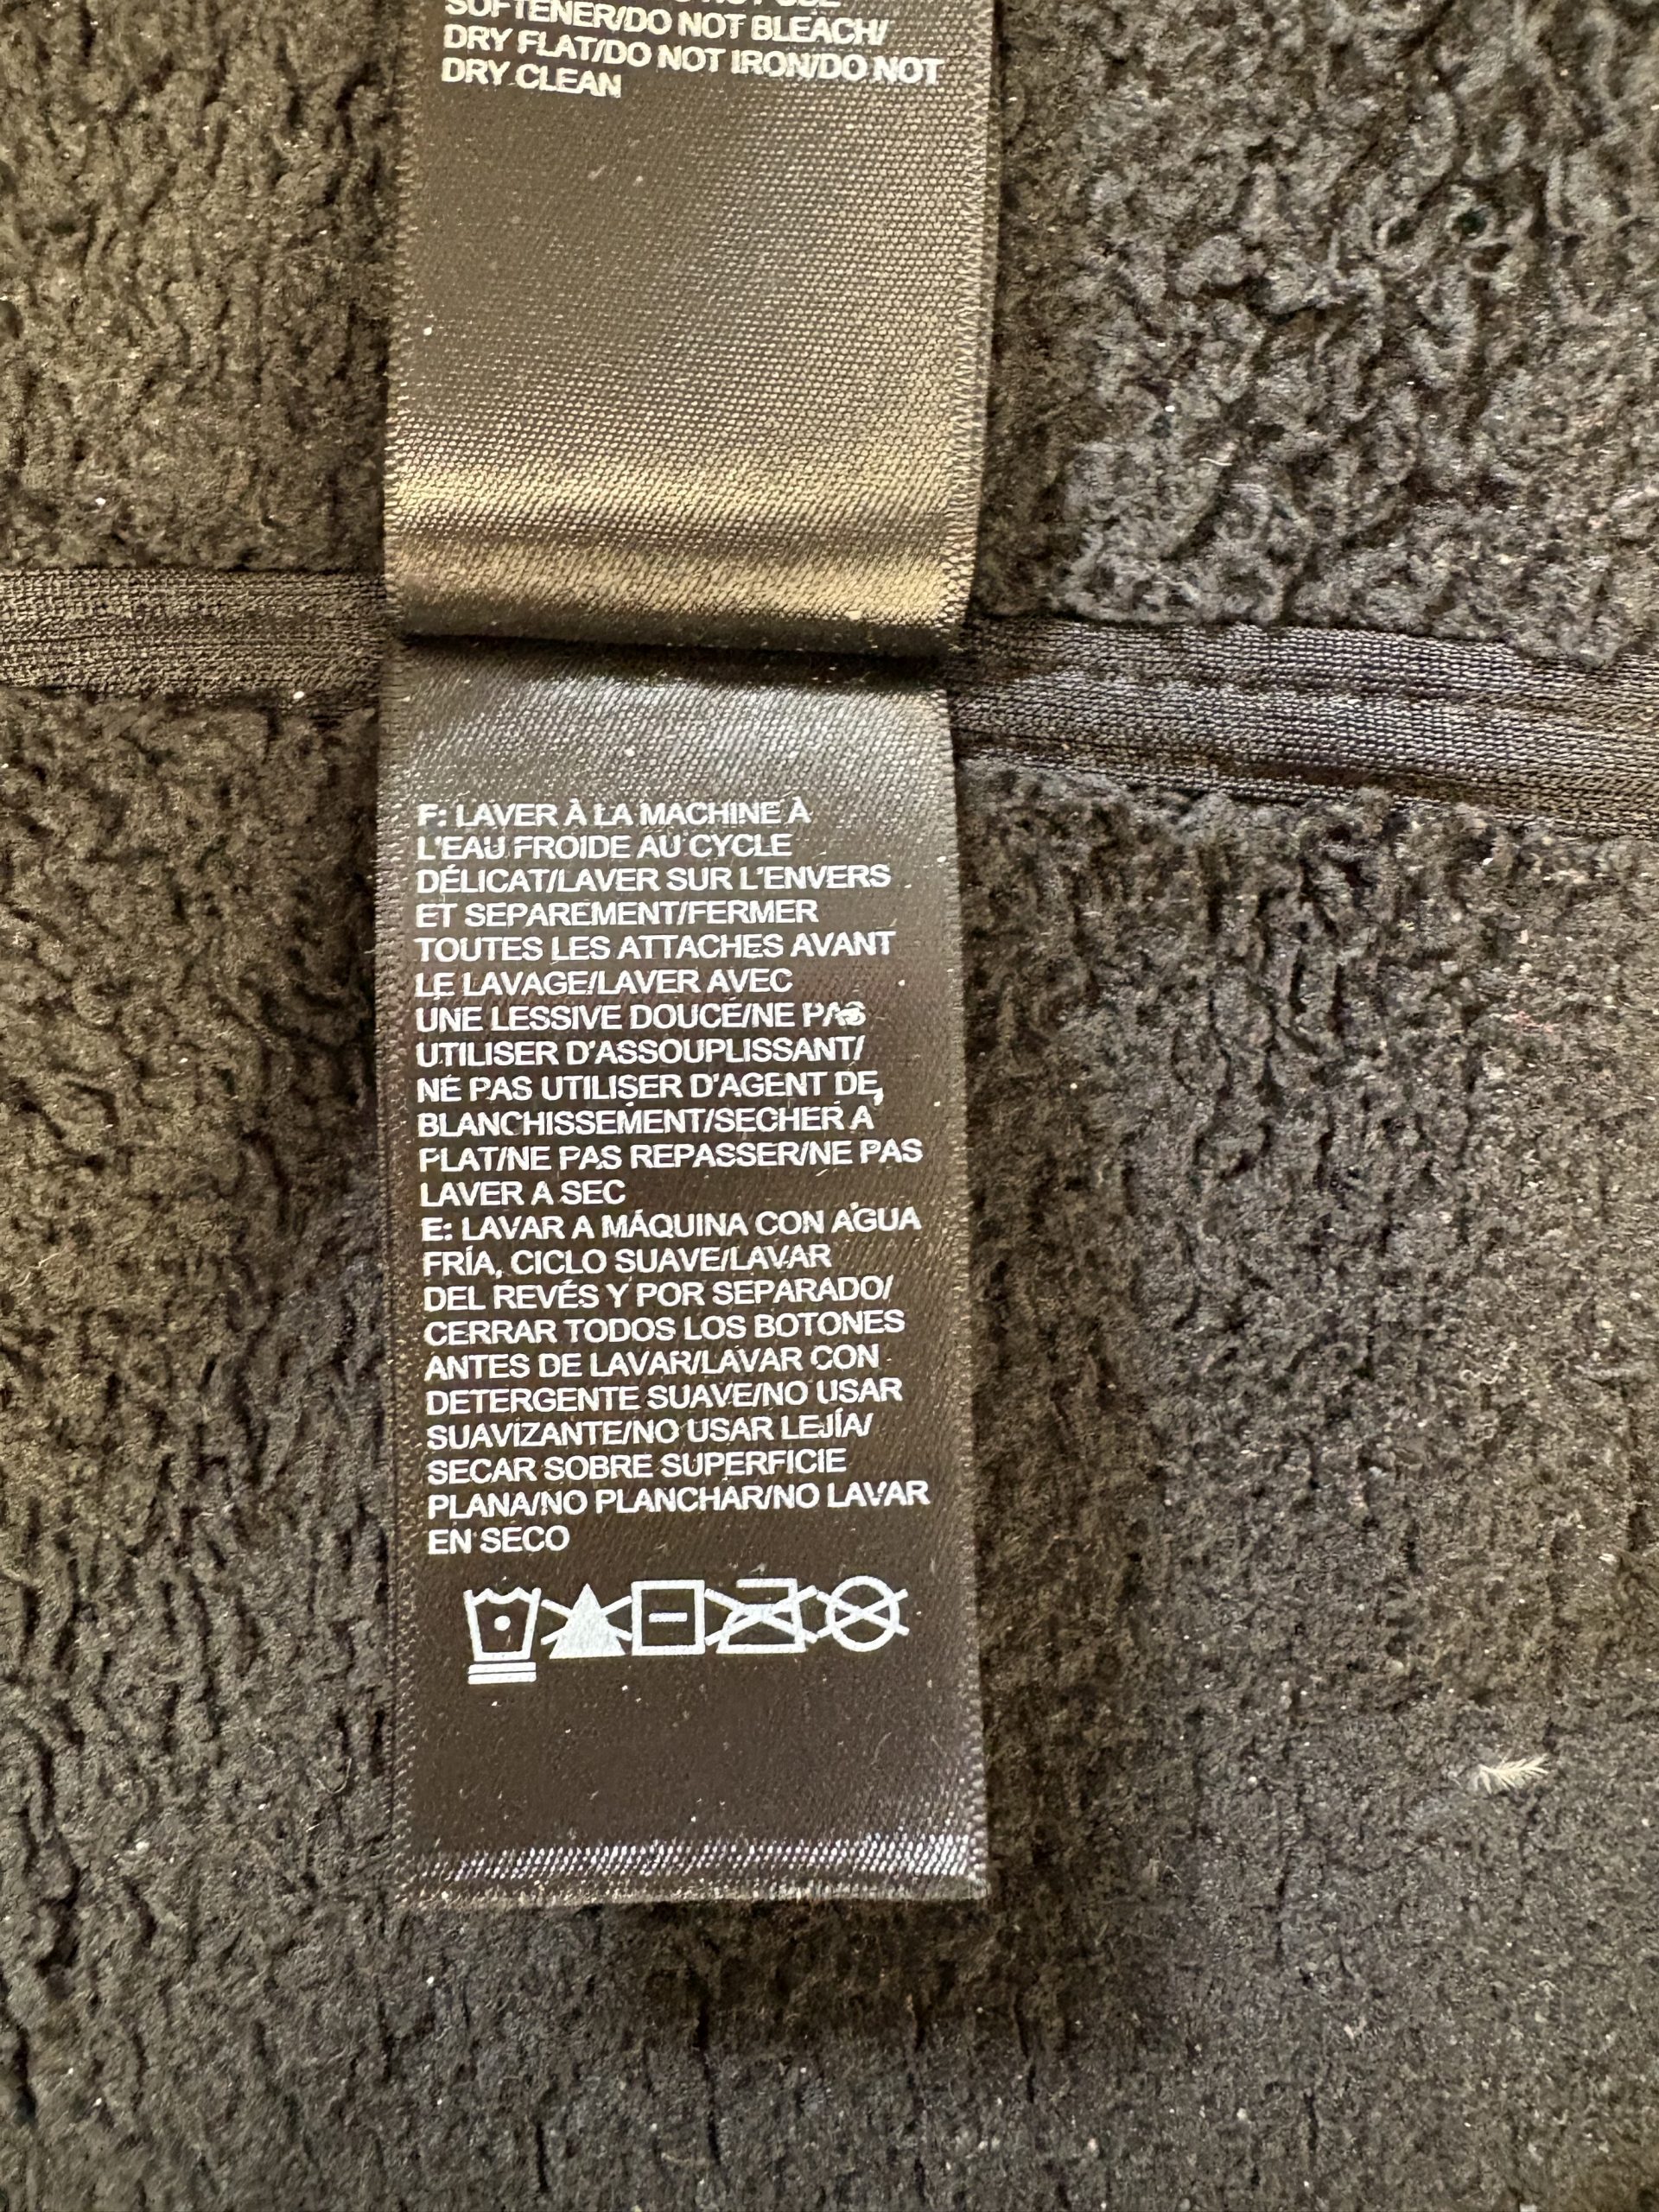 SOFTENER/DO NOT BLEACH/
DRY FLAT/DO NOT IRON/DO NOT
DRY CLEAN
F: LAVER À LA MACHINE À
L'EAU FROIDE AU CYCLE
DÉLICAT/LAVER SUR L'ENVERS
ET SEPAREMENT/FERMER
TOUTES LES ATTACHES AVANT
LE LAVAGE/LAVER AVEC
UNE LESSIVE DOUCE/NE PAS
UTILISER D'ASSOUPLISSANT/
NE PAS UTILISER D'AGENT DE
BLANCHISSEMENT/SECHER A
FLAT/NE PAS REPASSER/NE PAS
LAVER A SEC
E: LAVAR A MÁQUINA CON AGUA
FRÍA, CICLO SUAVE/LAVAR
DEL REVÉS Y POR SEPARADO/
CERRAR TODOS LOS BOTONES
ANTES DE LAVAR/LAVAR CON
DETERGENTE SUAVE/NO USAR
SUAVIZANTE/NO USAR LEJÍA/
SECAR SOBRE SUPERFICIE
PLANA/NO PLANCHAR/NO LAVAR
EN SECO